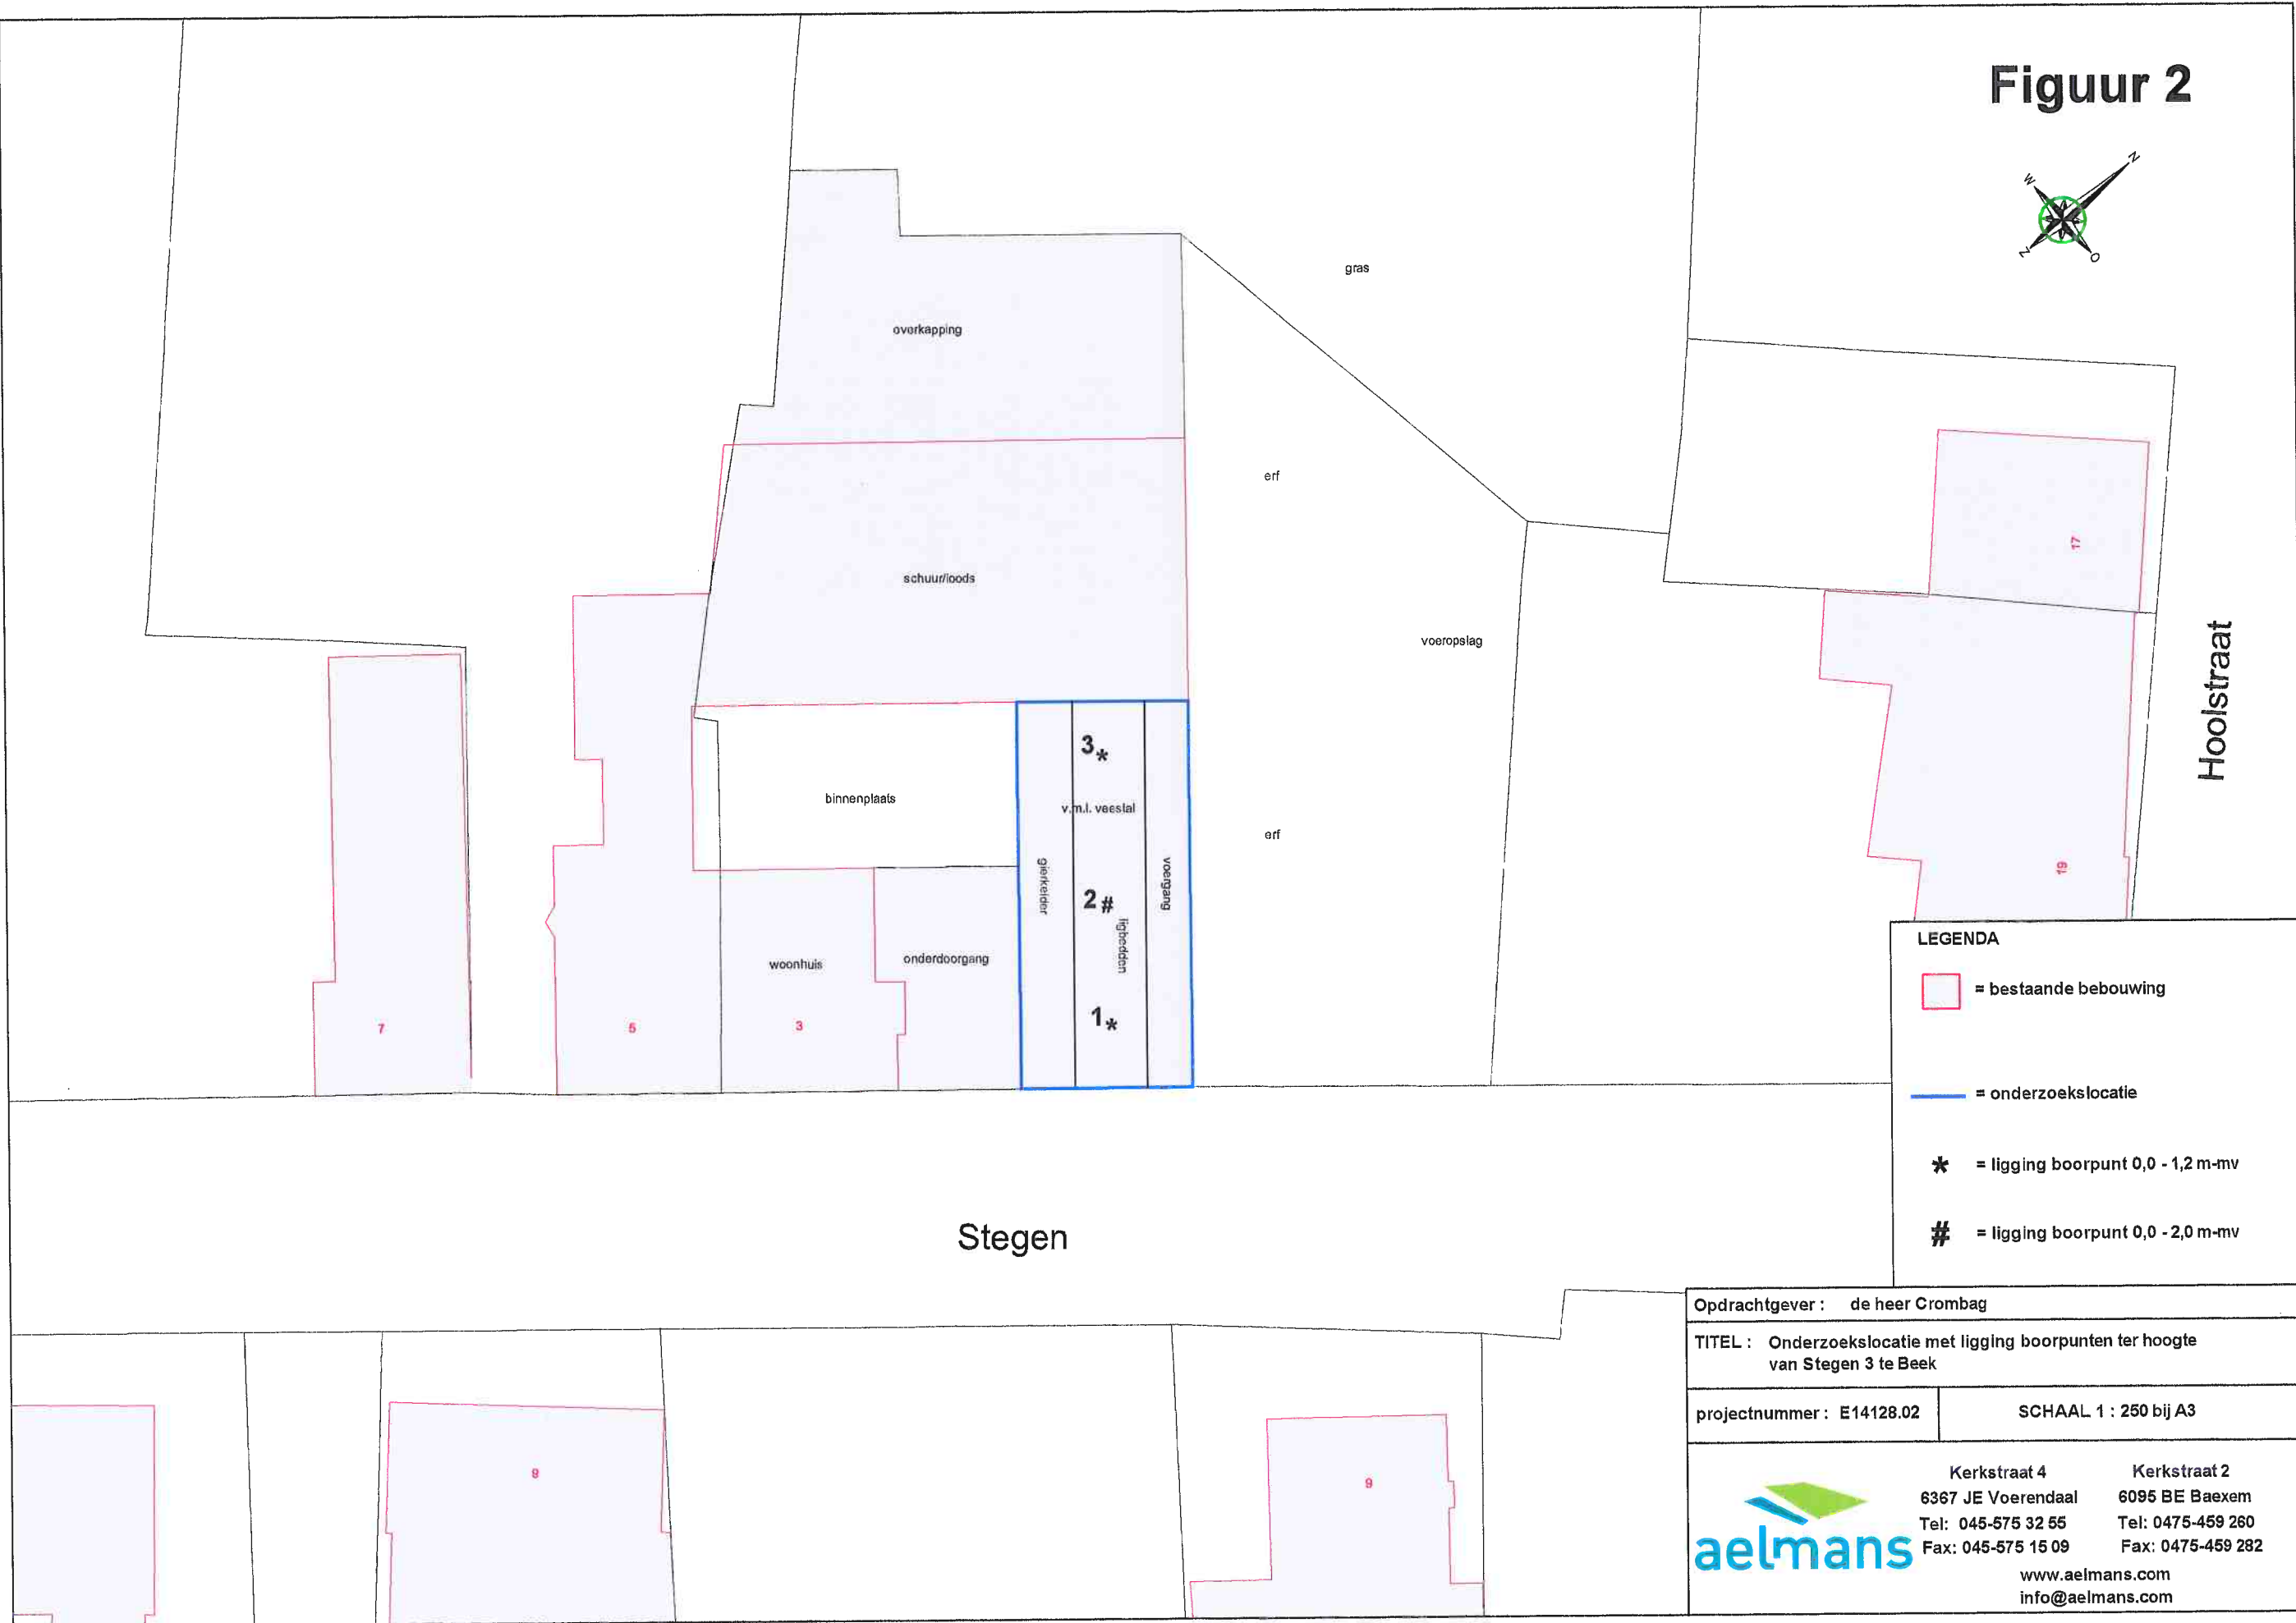 Figuur 2
N
W
Z
O
gras
overkapping
erf
schuur/loods
voeropslag
17
Hoolstraat
3*
binnenplaats
v.m.l. veestal
erf
gierkelder
voergang
19
2#
ligbedden
woonhuis
onderdoorgang
1*
7
5
3
LEGENDA
= bestaande bebouwing
= onderzoekslocatie
* = ligging boorpunt 0,0 - 1,2 m-mv
# = ligging boorpunt 0,0 - 2,0 m-mv
Stegen
Opdrachtgever : de heer Crombag
TITEL : Onderzoekslocatie met ligging boorpunten ter hoogte
van Stegen 3 te Beek
projectnummer : E14128.02
SCHAAL 1 : 250 bij A3
9
aelmans
Kerkstraat 4
6367 JE Voerendaal
Tel: 045-575 32 55
Fax: 045-575 15 09
Kerkstraat 2
6095 BE Baexem
Tel: 0475-459 260
Fax: 0475-459 282
www.aelmans.com
info@aelmans.com